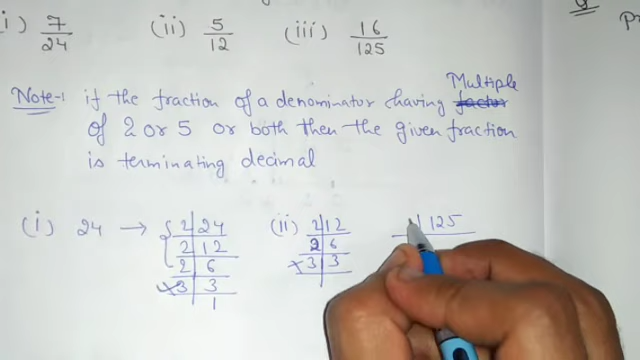 i) 7/24 (ii) 5/12 (iii) 16/125
Multiple
Note-: if the fraction of a denominator having
of 2 or 5 or both then the given fraction
is terminating decimal
(i) 24 → 2 | 24 (ii) 2 | 12 | 125
2 | 12 2 | 6
2 | 6 3 | 3
×3 | 3 1
1